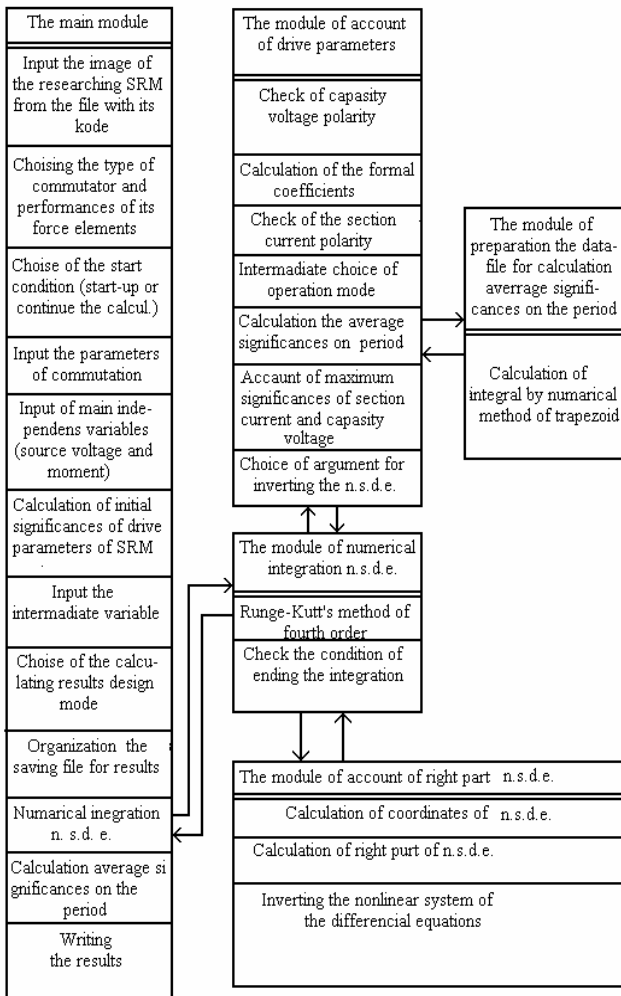 The main module
Input the image of
the researching SRM
from the file with its
kode
Choising the type of
commutator and
performances of its
force elements
Choise of the start
condition (start-up or
continue the calcul.)
Input the parameters
of commutation
Input of main inde-
pendens variables
(source voltage and
moment)
Calculation of initial
significances of drive
parameters of SRM
Input the
intermadiate variable
Choise of the calcu-
lating results design
mode
Organization the
saving file for results
Numarical inegration
n. s.d. e.
Calculation average si
gnificances on the
period
Writing
the results
The module of account
of drive parameters
Check of capasity
voltage polarity
Calculation of the formal
coefficients
Check of the section
current polarity
Intermadiate choice of
operation mode
Calculation the average
significances on period
Accaunt of maximum
significances of section
current and capasity
voltage
Choice of argument for
inverting the n.s.d.e.
The module of numerical
integration n.s.d.e.
Runge-Kutt's method of
fourth order
Check the condition of
ending the integration
The module of account of right part n.s.d.e.
Calculation of coordinates of n.s.d.e.
Calculation of right purt of n.s.d.e.
Inverting the nonlinear system of
the differencial equations
The module of
preparation the data-
file for calculation
averrage signifi-
cances on the period
Calculation of
integral by numarical
method of trapezoid